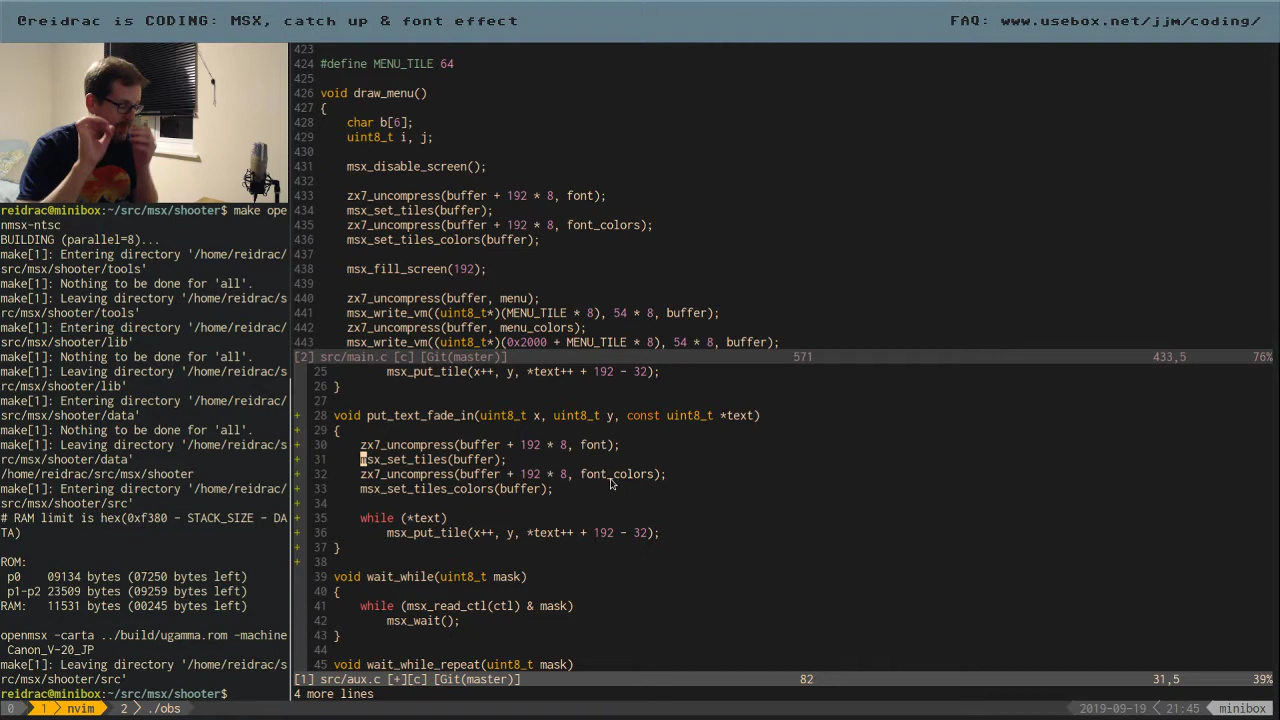 @reidrac is CODING: MSX, catch up & font effect
FAQ: www.usebox.net/jjm/coding/
reidrac@minibox:~/src/msx/shooter$ make ope
nmsx-ntsc
BUILDING (parallel=8)...
make[1]: Entering directory '/home/reidrac/
src/msx/shooter/tools'
make[1]: Nothing to be done for 'all'.
make[1]: Leaving directory '/home/reidrac/s
rc/msx/shooter/tools'
make[1]: Entering directory '/home/reidrac/
src/msx/shooter/lib'
make[1]: Nothing to be done for 'all'.
make[1]: Leaving directory '/home/reidrac/s
rc/msx/shooter/lib'
make[1]: Entering directory '/home/reidrac/
src/msx/shooter/data'
make[1]: Nothing to be done for 'all'.
make[1]: Leaving directory '/home/reidrac/s
rc/msx/shooter/data'
/home/reidrac/src/msx/shooter
make[1]: Entering directory '/home/reidrac/
src/msx/shooter/src'
# RAM limit is hex(0xf380 - STACK_SIZE - DA
TA)
ROM:
p0    09134 bytes (07250 bytes left)
p1-p2 23509 bytes (09259 bytes left)
RAM:   11531 bytes (00245 bytes left)
openmsx -carta ../build/ugamma.rom -machine
Canon_V-20_JP
make[1]: Leaving directory '/home/reidrac/s
rc/msx/shooter/src'
reidrac@minibox:~/src/msx/shooter$
423
424 #define MENU_TILE 64
425
426 void draw_menu()
427 {
428     char b[6];
429     uint8_t i, j;
430
431     msx_disable_screen();
432
433     zx7_uncompress(buffer + 192 * 8, font);
434     msx_set_tiles(buffer);
435     zx7_uncompress(buffer + 192 * 8, font_colors);
436     msx_set_tiles_colors(buffer);
437
438     msx_fill_screen(192);
439
440     zx7_uncompress(buffer, menu);
441     msx_write_vm((uint8_t*)(MENU_TILE * 8), 54 * 8, buffer);
442     zx7_uncompress(buffer, menu_colors);
443     msx_write_vm((uint8_t*)(0x2000 + MENU_TILE * 8), 54 * 8, buffer);
[2] src/main.c [c] [Git(master)] 571 433,5 76%
25         msx_put_tile(x++, y, *text++ + 192 - 32);
26 }
27
+ 28 void put_text_fade_in(uint8_t x, uint8_t y, const uint8_t *text)
+ 29 {
+ 30     zx7_uncompress(buffer + 192 * 8, font);
+ 31     msx_set_tiles(buffer);
+ 32     zx7_uncompress(buffer + 192 * 8, font_colors);
+ 33     msx_set_tiles_colors(buffer);
+ 34
+ 35     while (*text)
+ 36         msx_put_tile(x++, y, *text++ + 192 - 32);
+ 37 }
+ 38
39 void wait_while(uint8_t mask)
40 {
41     while (msx_read_ctl(ctl) & mask)
42         msx_wait();
43 }
44
45 void wait_while_repeat(uint8_t mask)
[1] src/aux.c [+][c] [Git(master)] 82 31,5 39%
4 more lines
0 1 nvim 2 ./obs 2019-09-19 21:45 minibox